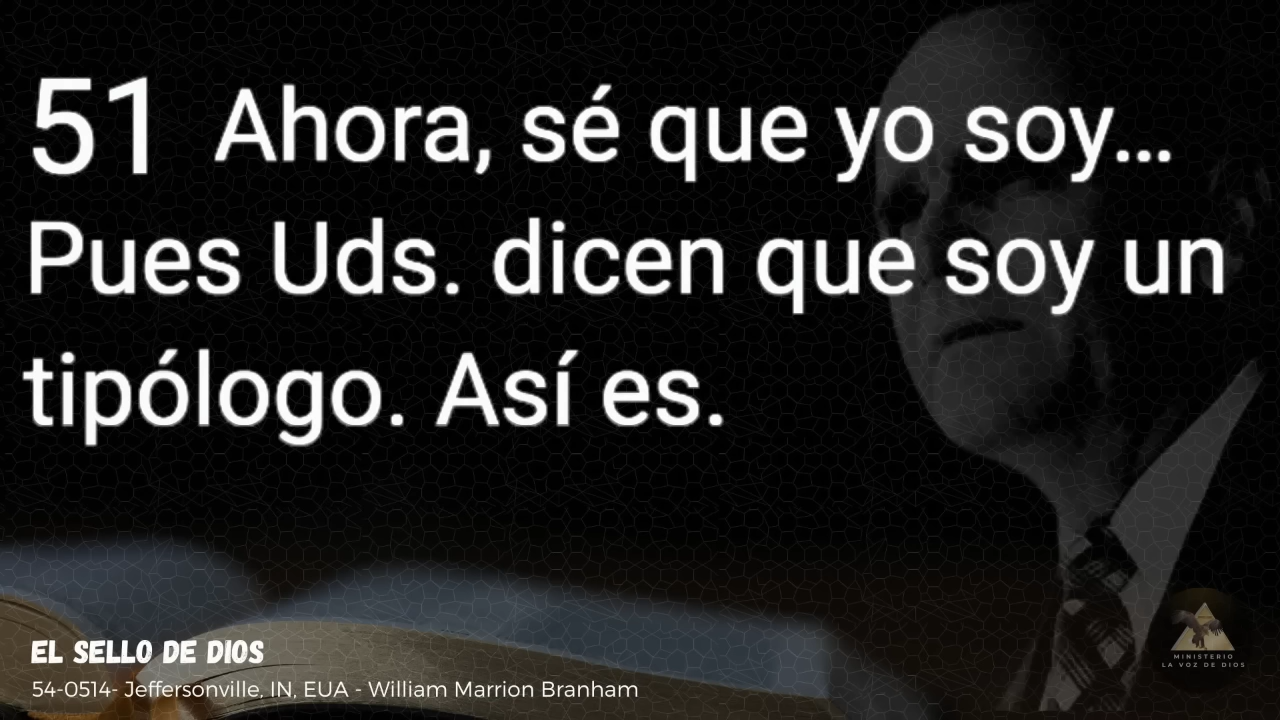 51 Ahora, sé que yo soy...
Pues Uds. dicen que soy un
tipólogo. Así es.
EL SELLO DE DIOS
54-0514- Jeffersonville, IN, EUA - William Marrion Branham
MINISTERIO
LA VOZ DE DIOS